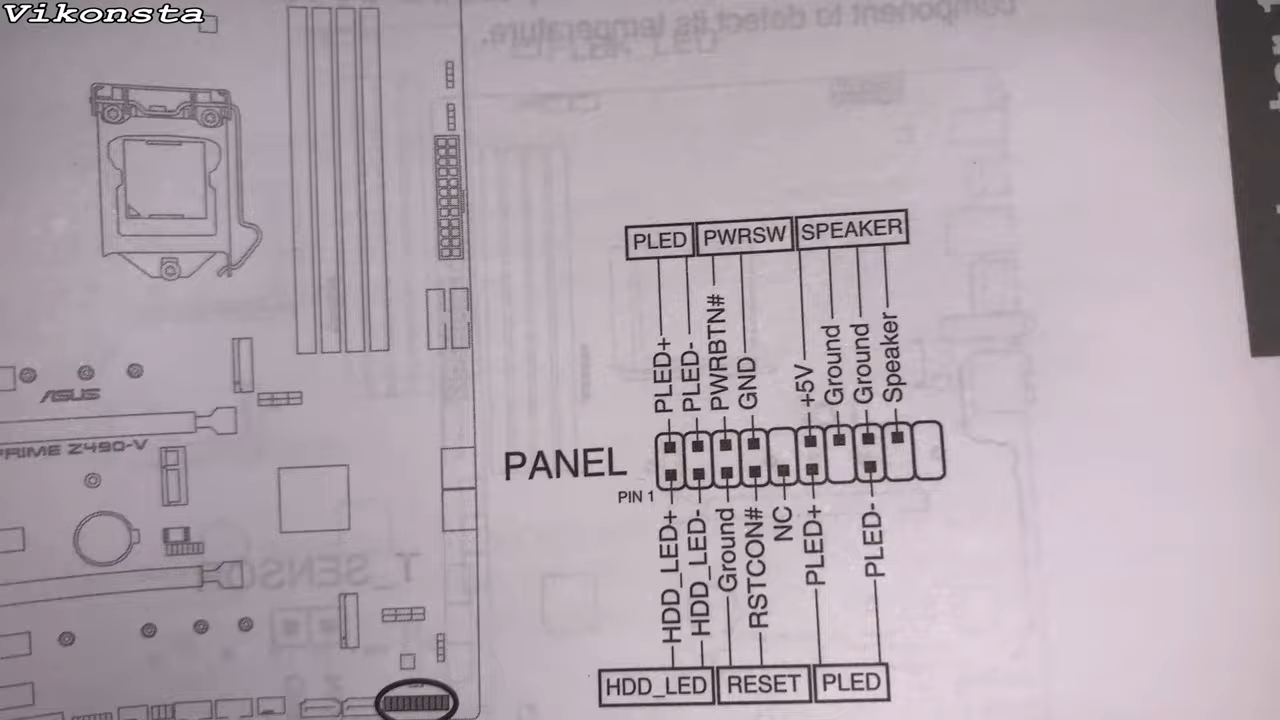 Vikonsta
component to detect its temperature.
PLED PWRSW SPEAKER
PLED+
PLED-
PWRBTN#
GND
+5V
Ground
Ground
Speaker
ASUS
PRIME Z490-V
PANEL
PIN 1
HDD_LED+
HDD_LED-
Ground
RSTCON#
NC
PLED+
PLED-
T_SENSO
HDD_LED RESET PLED